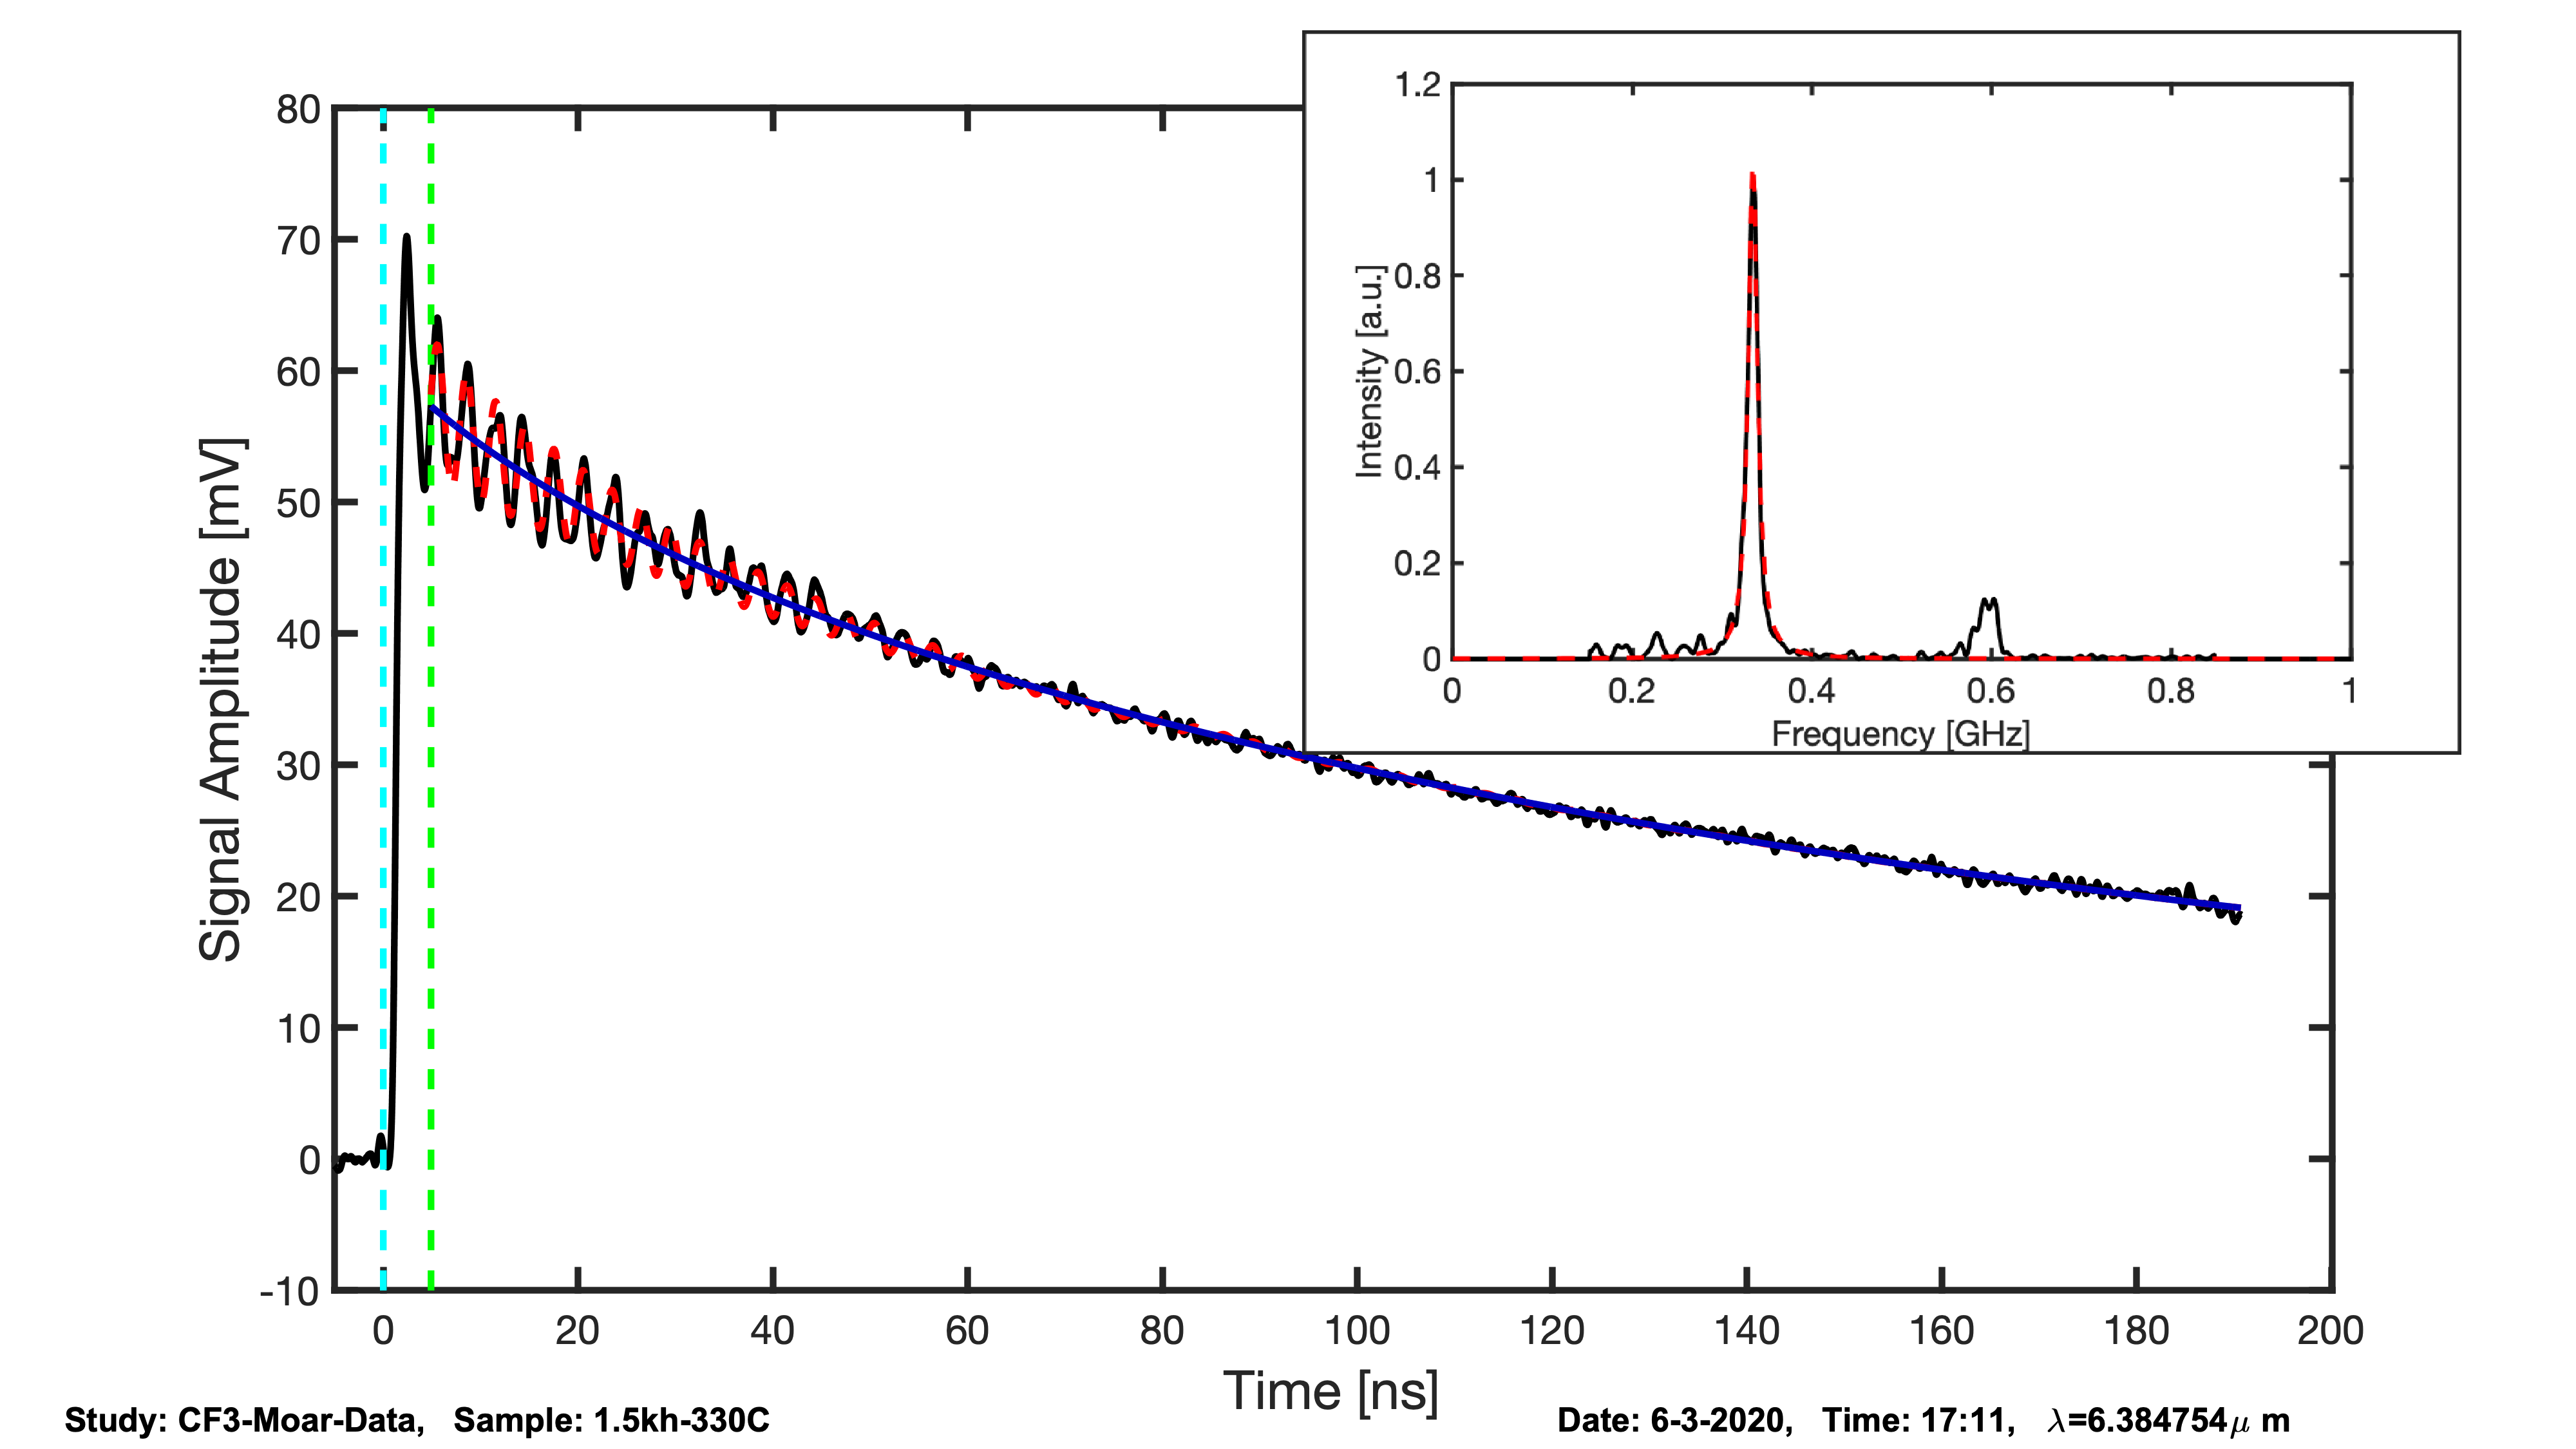 1.2
1
0.8
0.6
0.4
0.2
0
Intensity [a.u.]
0 0.2 0.4 0.6 0.8 1
Frequency [GHz]
80
70
60
50
40
30
20
10
0
-10
Signal Amplitude [mV]
0 20 40 60 80 100 120 140 160 180 200
Time [ns]
Study: CF3-Moar-Data, Sample: 1.5kh-330C
Date: 6-3-2020, Time: 17:11, λ=6.384754μ m